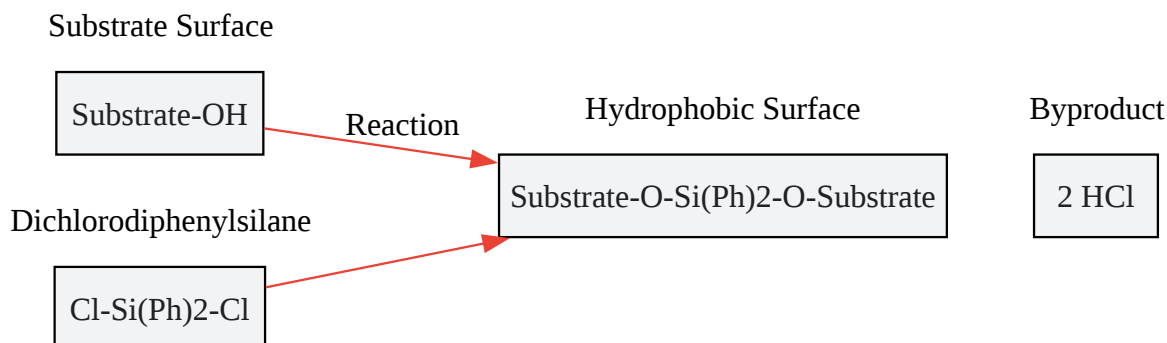 Substrate Surface
Substrate-OH
Reaction
Hydrophobic Surface
Byproduct
Substrate-O-Si(Ph)2-O-Substrate
2 HCl
Dichlorodiphenylsilane
Cl-Si(Ph)2-Cl